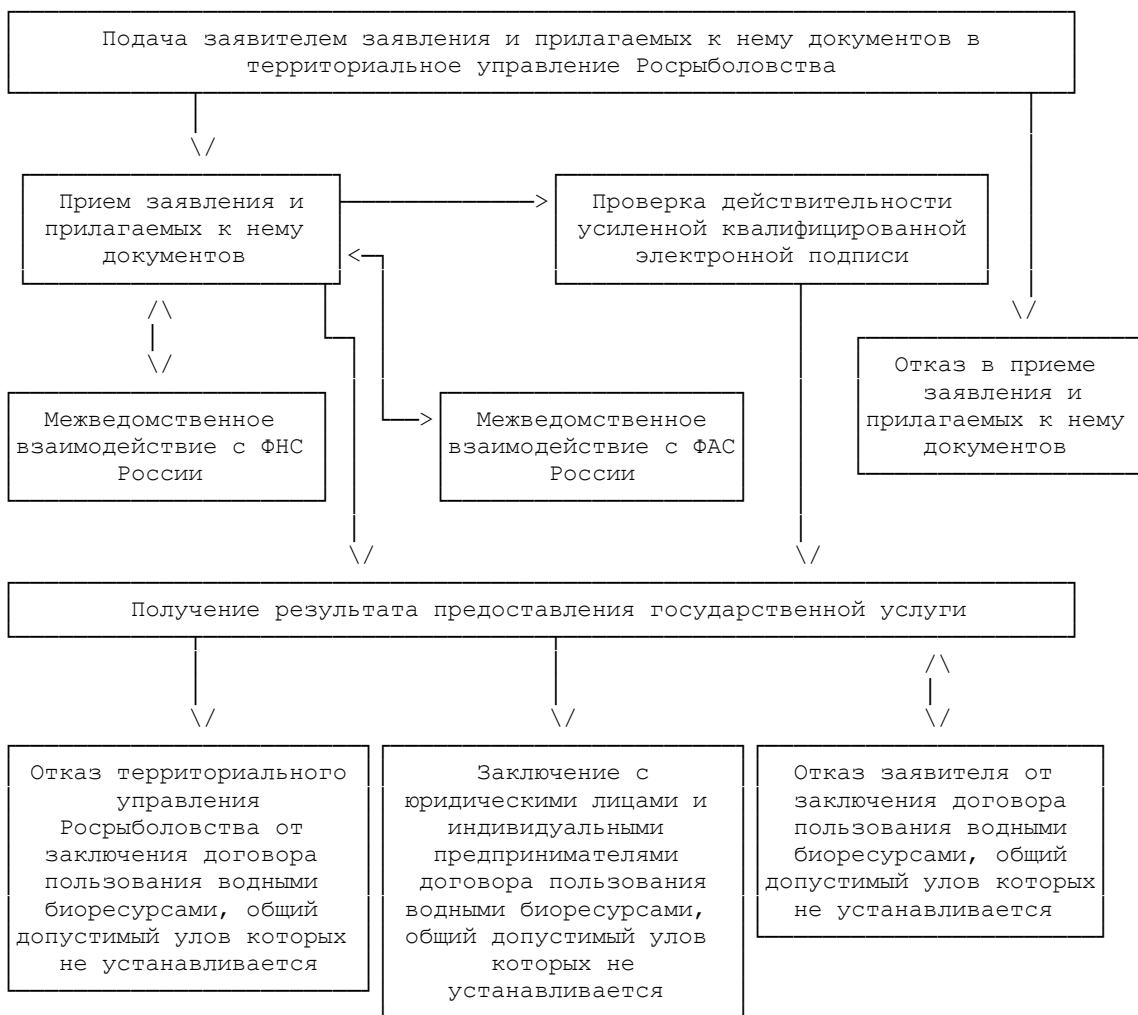 Подача заявителем заявления и прилагаемых к нему документов в
территориальное управление Росрыболовства
Прием заявления и
прилагаемых к нему
документов
Проверка действительности
усиленной квалифицированной
электронной подписи
Отказ в приеме
заявления и
прилагаемых к нему
документов
Межведомственное
взаимодействие с ФНС
России
Межведомственное
взаимодействие с ФАС
России
Получение результата предоставления государственной услуги
Отказ территориального
управления
Росрыболовства от
заключения договора
пользования водными
биоресурсами, общий
допустимый улов которых
не устанавливается
Заключение с
юридическими лицами и
индивидуальными
предпринимателями
договора пользования
водными биоресурсами,
общий допустимый улов
которых не
устанавливается
Отказ заявителя от
заключения договора
пользования водными
биоресурсами, общий
допустимый улов которых
не устанавливается